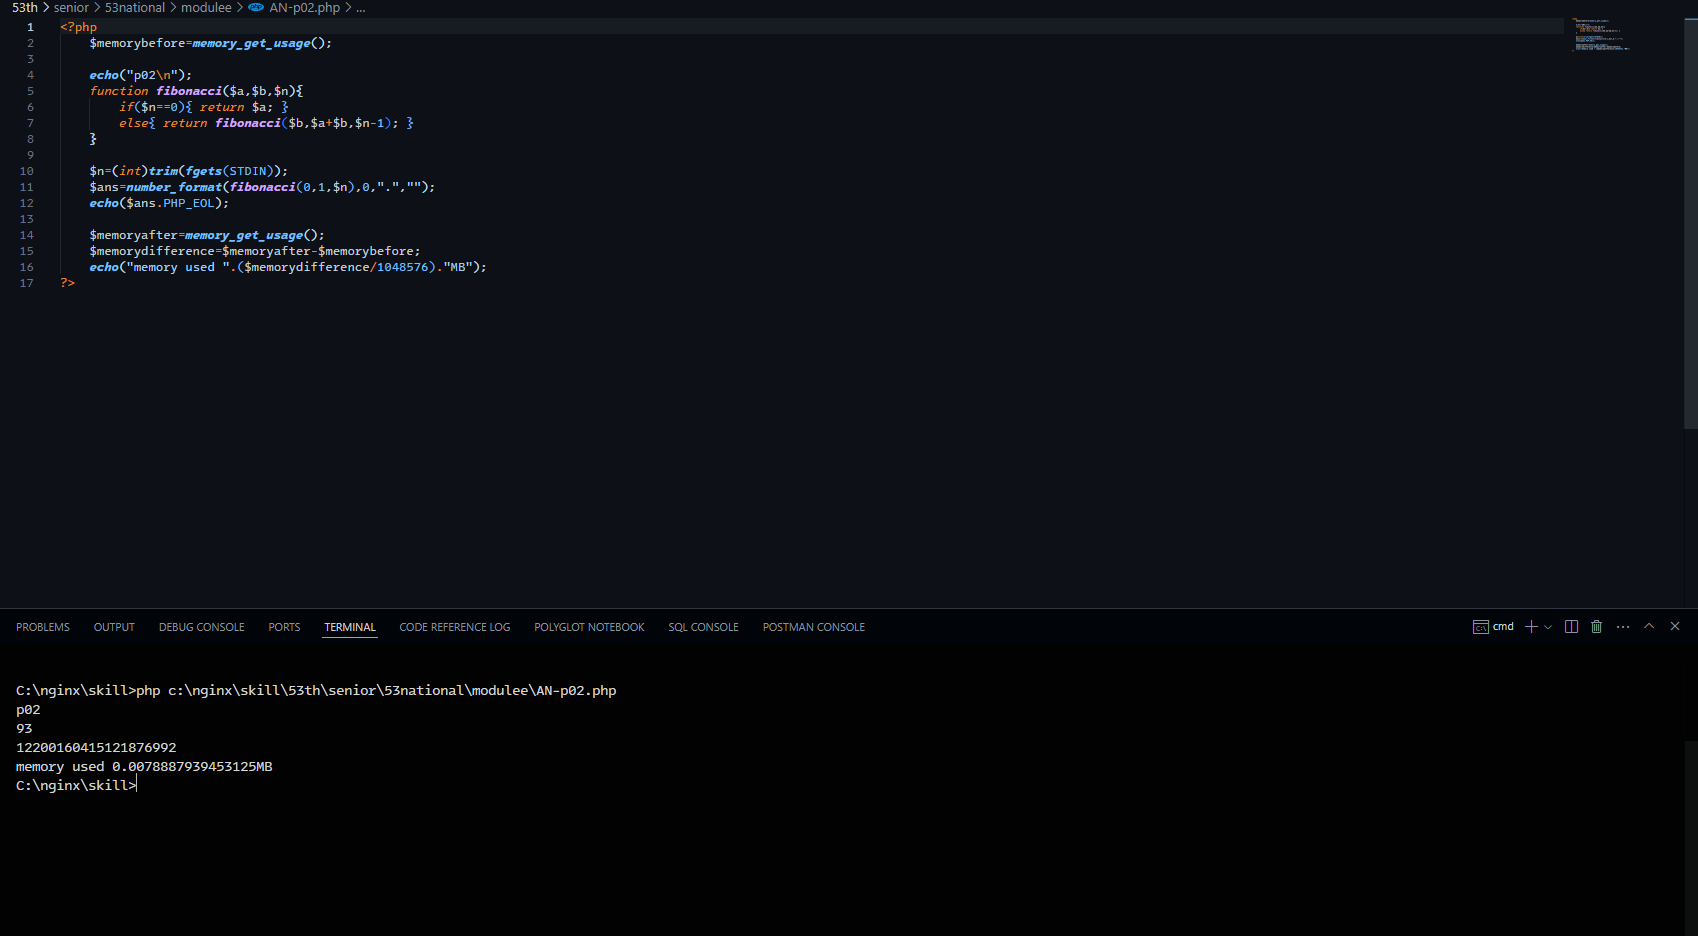 53th > senior > 53national > modulee > php AN-p02.php > ...
1 <?php
2 $memorybefore=memory_get_usage();
3
4 echo("p02\n");
5 function fibonacci($a,$b,$n){
6 if($n==0){ return $a; }
7 else{ return fibonacci($b,$a+$b,$n-1); }
8 }
9
10 $n=(int)trim(fgets(STDIN));
11 $ans=number_format(fibonacci(0,1,$n),0,".","");
12 echo($ans.PHP_EOL);
13
14 $memoryafter=memory_get_usage();
15 $memorydifference=$memoryafter-$memorybefore;
16 echo("memory used ".($memorydifference/1048576)."MB");
17 ?>
PROBLEMS OUTPUT DEBUG CONSOLE PORTS TERMINAL CODE REFERENCE LOG POLYGLOT NOTEBOOK SQL CONSOLE POSTMAN CONSOLE cmd
C:\nginx\skill>php c:\nginx\skill\53th\senior\53national\modulee\AN-p02.php
p02
93
12200160415121876992
memory used 0.0078887939453125MB
C:\nginx\skill>